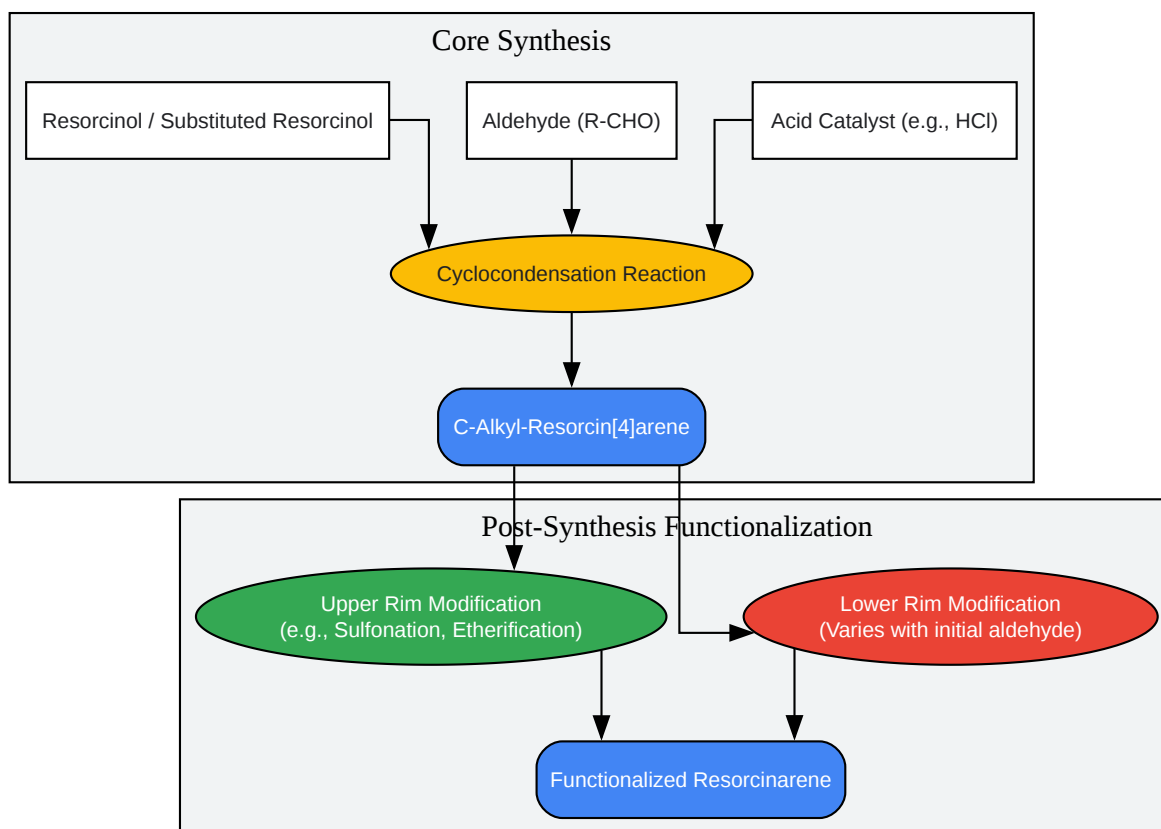 Core Synthesis
Resorcinol / Substituted Resorcinol
Aldehyde (R-CHO)
Acid Catalyst (e.g., HCl)
Cyclocondensation Reaction
C-Alkyl-Resorcin[4]arene
Post-Synthesis Functionalization
Upper Rim Modification
(e.g., Sulfonation, Etherification)
Lower Rim Modification
(Varies with initial aldehyde)
Functionalized Resorcinarene